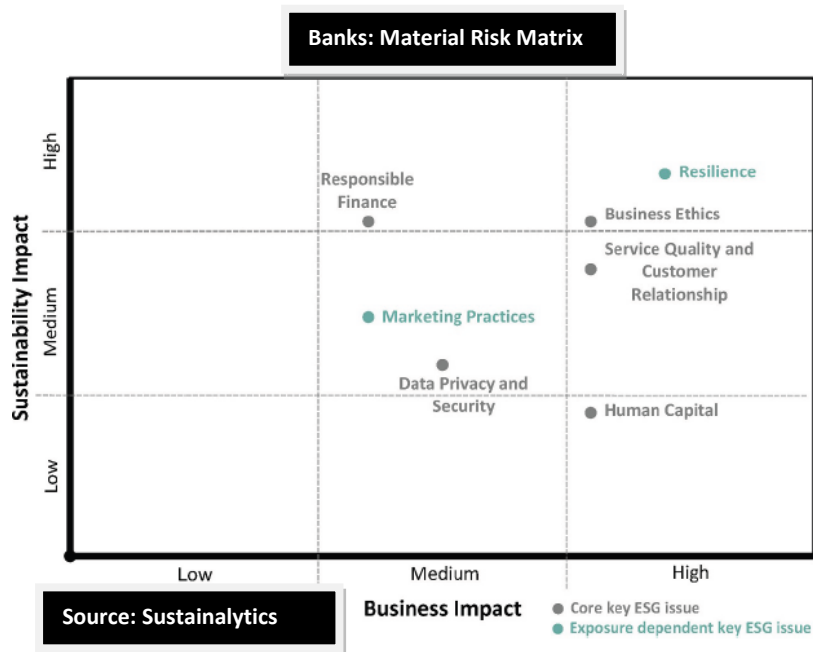 Banks: Material Risk Matrix
High
Medium
Low
Sustainability Impact
Responsible
Finance
Resilience
Business Ethics
Service Quality and
Customer
Relationship
Marketing Practices
Data Privacy and
Security
Human Capital
Low
Medium
High
Business Impact
Source: Sustainalytics
Core key ESG issue
Exposure dependent key ESG issue